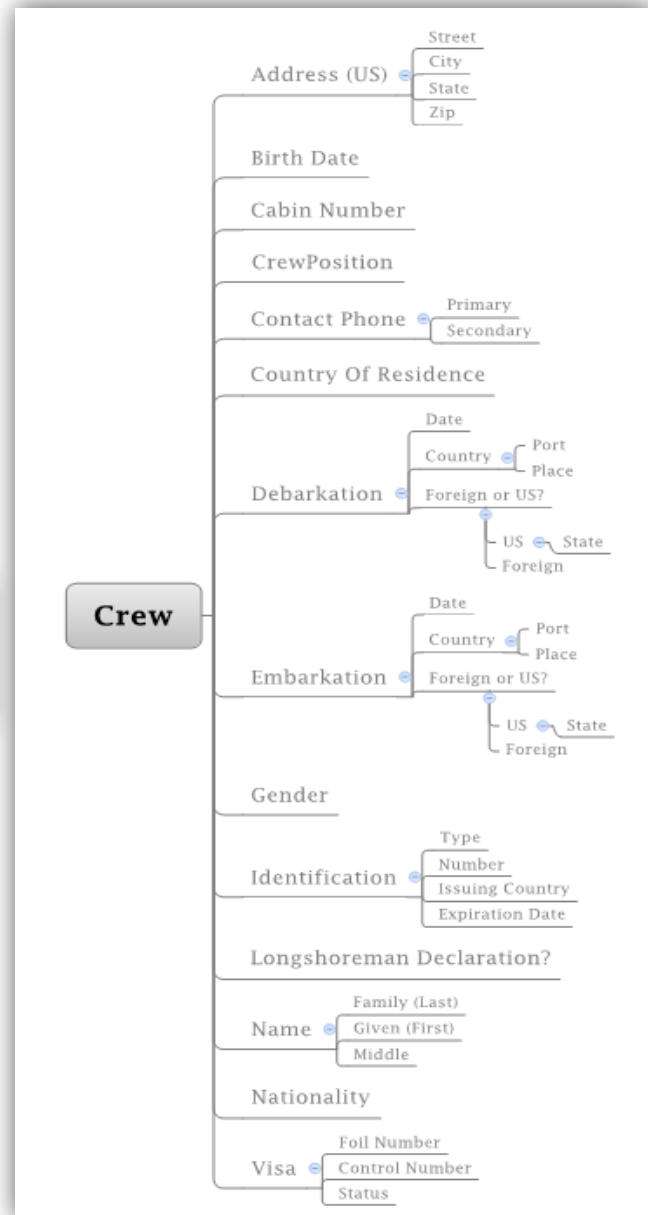 Crew
Address (US)
Street
City
State
Zip
Birth Date
Cabin Number
CrewPosition
Contact Phone
Primary
Secondary
Country Of Residence
Debarkation
Date
Country
Port
Place
Foreign or US?
US
State
Foreign
Embarkation
Date
Country
Port
Place
Foreign or US?
US
State
Foreign
Gender
Identification
Type
Number
Issuing Country
Expiration Date
Longshoreman Declaration?
Name
Family (Last)
Given (First)
Middle
Nationality
Visa
Foil Number
Control Number
Status